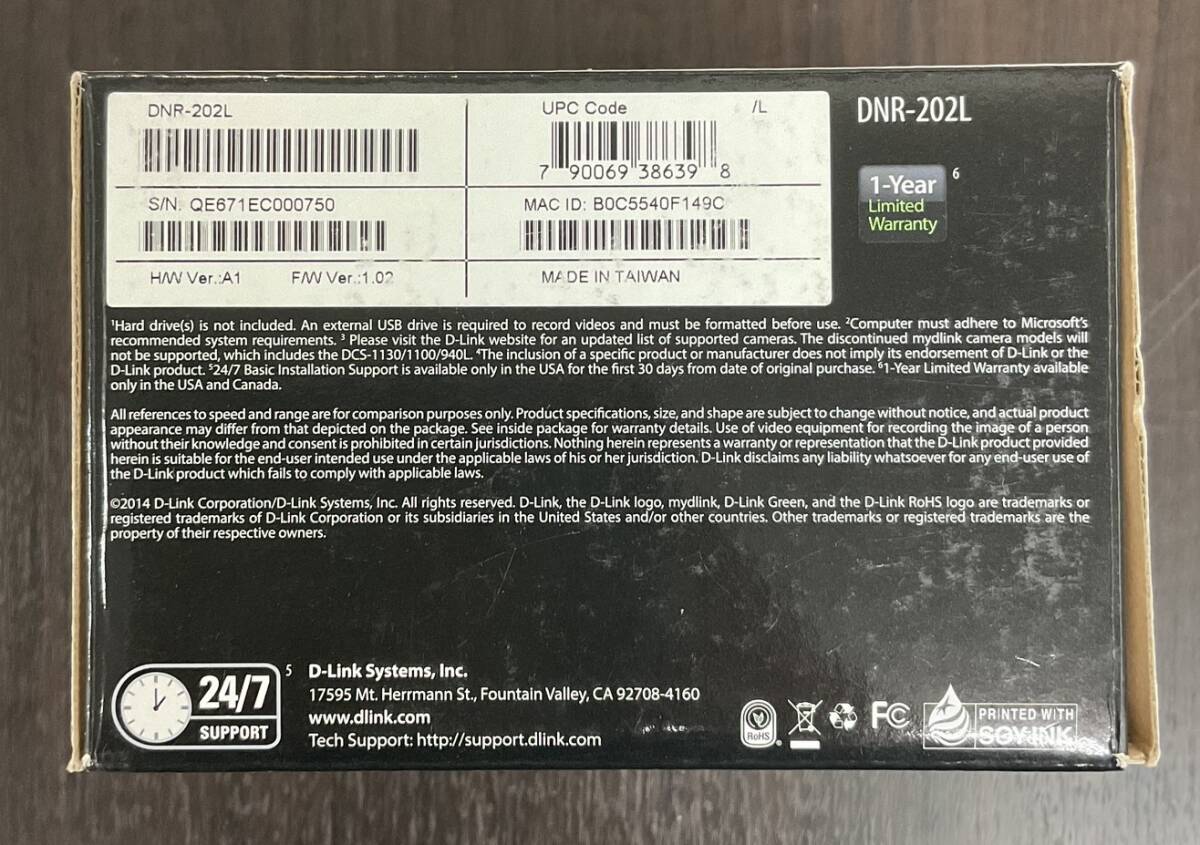 DNR-202L
UPC Code /L
DNR-202L
7 90069 38639 8
1-Year 6
Limited
Warranty
S/N: QE671EC000750
MAC ID: B0C5540F149C
H/W Ver.:A1 F/W Ver.:1.02
MADE IN TAIWAN
¹Hard drive(s) is not included. An external USB drive is required to record videos and must be formatted before use. ²Computer must adhere to Microsoft's
recommended system requirements. ³ Please visit the D-Link website for an updated list of supported cameras. The discontinued mydlink camera models will
not be supported, which includes the DCS-1130/1100/940L. ⁴The inclusion of a specific product or manufacturer does not imply its endorsement of D-Link or the
D-Link product. ⁵24/7 Basic Installation Support is available only in the USA for the first 30 days from date of original purchase. ⁶1-Year Limited Warranty available
only in the USA and Canada.
All references to speed and range are for comparison purposes only. Product specifications, size, and shape are subject to change without notice, and actual product
appearance may differ from that depicted on the package. See inside package for warranty details. Use of video equipment for recording the image of a person
without their knowledge and consent is prohibited in certain jurisdictions. Nothing herein represents a warranty or representation that the D-Link product provided
herein is suitable for the end-user intended use under the applicable laws of his or her jurisdiction. D-Link disclaims any liability whatsoever for any end-user use of
the D-Link product which fails to comply with applicable laws.
©2014 D-Link Corporation/D-Link Systems, Inc. All rights reserved. D-Link, the D-Link logo, mydlink, D-Link Green, and the D-Link RoHS logo are trademarks or
registered trademarks of D-Link Corporation or its subsidiaries in the United States and/or other countries. Other trademarks or registered trademarks are the
property of their respective owners.
24/7 5
SUPPORT
D-Link Systems, Inc.
17595 Mt. Herrmann St., Fountain Valley, CA 92708-4160
www.dlink.com
Tech Support: http://support.dlink.com
RoHS
FC
PRINTED WITH
SOY INK